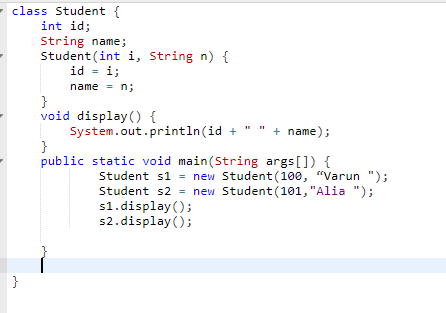 class Student {
int id;
String name;
Student(int i, String n) {
id = i;
name = n;
}
void display() {
System.out.println(id + " " + name);
}
public static void main(String args[]) {
Student s1 = new Student(100, “Varun ");
Student s2 = new Student(101,"Alia ");
s1.display();
s2.display();
}
}